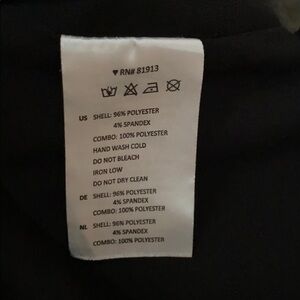 ♥ RN# 81913
US SHELL: 96% POLYESTER
4% SPANDEX
COMBO: 100% POLYESTER
HAND WASH COLD
DO NOT BLEACH
IRON LOW
DO NOT DRY CLEAN
DE SHELL: 96% POLYESTER
4% SPANDEX
COMBO: 100% POLYESTER
NL SHELL: 96% POLYESTER
4% SPANDEX
COMBO: 100% POLYESTER